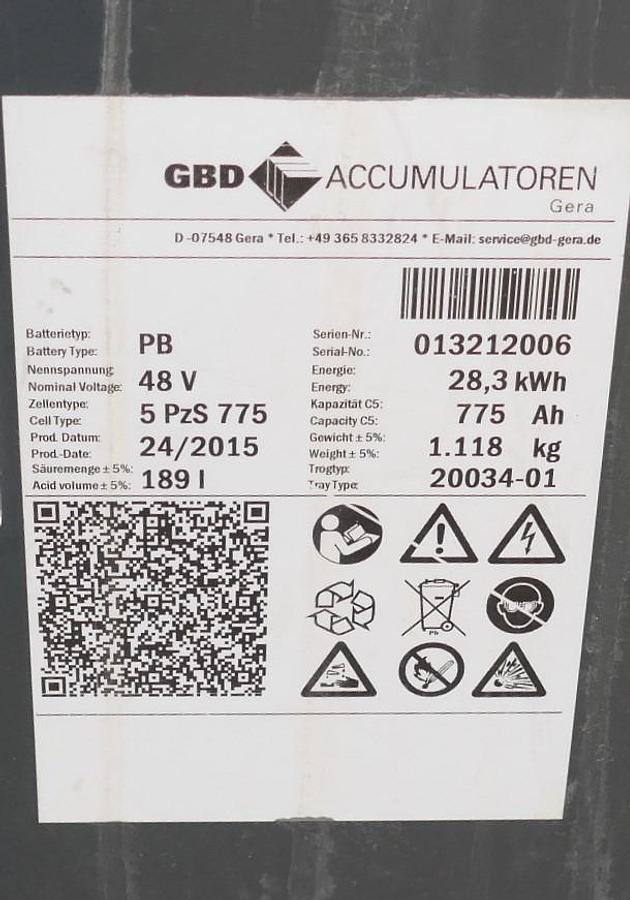 GBD ACCUMULATOREN
Gera
D-07548 Gera * Tel.: +49 365 8332824 * E-Mail: service@gbd-gera.de
Batterietyp:
Battery Type: PB
Nennspannung:
Nominal Voltage: 48 V
Zellentype:
Cell Type: 5 PzS 775
Prod. Datum:
Prod.-Date: 24/2015
Säuremenge ± 5%:
Acid volume ± 5%: 189 l
Serien-Nr.:
Serial-No.: 013212006
Energie:
Energy: 28,3 kWh
Kapazität C5:
Capacity C5: 775 Ah
Gewicht ± 5%:
Weight ± 5%: 1.118 kg
Trogtyp:
Tray Type: 20034-01
Pb